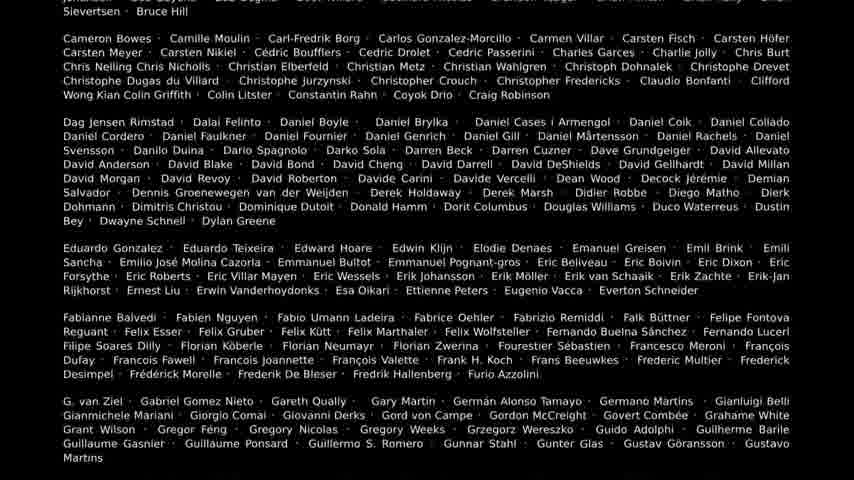 Sievertsen · Bruce Hill
Cameron Bowes · Camille Moulin · Carl-Fredrik Borg · Carlos Gonzalez-Morcillo · Carmen Villar · Carsten Fisch · Carsten Höfer
Carsten Meyer · Carsten Nikiel · Cédric Boufflers · Cedric Drolet · Cedric Passerini · Charles Garces · Charlie Jolly · Chris Burt
Chris Neiling Chris Nicholls · Christian Elberfeld · Christian Metz · Christian Wahlgren · Christoph Dohnalek · Christophe Drevet
Christophe Dugas du Villard · Christophe Jurzynski · Christopher Crouch · Christopher Fredericks · Claudio Bonfanti · Clifford
Wong Kian Colin Griffith · Colin Litster · Constantin Rahn · Coyok Drio · Craig Robinson
Dag Jensen Rimstad · Dalai Felinto · Daniel Boyle · Daniel Brylka · Daniel Cases i Armengol · Daniel Coik · Daniel Collado
Daniel Cordero · Daniel Faulkner · Daniel Fournier · Daniel Genrich · Daniel Gill · Daniel Mårtensson · Daniel Rachels · Daniel
Svensson · Danilo Duina · Dario Spagnolo · Darko Sola · Darren Beck · Darren Cuzner · Dave Grundgeiger · David Allevato
David Anderson · David Blake · David Bond · David Cheng · David Darrell · David DeShields · David Gellhardt · David Millan
David Morgan · David Revoy · David Roberton · Davide Carini · Davide Vercelli · Dean Wood · Decock Jérémie · Demian
Salvador · Dennis Groenewegen van der Weijden · Derek Holdaway · Derek Marsh · Didier Robbe · Diego Matho · Dierk
Dohmann · Dimitris Christou · Dominique Dutoit · Donald Hamm · Dorit Columbus · Douglas Williams · Duco Waterreus · Dustin
Bey · Dwayne Schnell · Dylan Greene
Eduardo Gonzalez · Eduardo Teixeira · Edward Hoare · Edwin Klijn · Elodie Denaes · Emanuel Greisen · Emil Brink · Emili
Sancha · Emilio José Molina Cazorla · Emmanuel Bultot · Emmanuel Pognant-gros · Eric Beliveau · Eric Boivin · Eric Dixon · Eric
Forsythe · Eric Roberts · Eric Villar Mayen · Eric Wessels · Erik Johansson · Erik Möller · Erik van Schaaik · Erik Zachte · Erik-Jan
Rijkhorst · Ernest Liu · Erwin Vanderhoydonks · Esa Oikari · Ettienne Peters · Eugenio Vacca · Everton Schneider
Fabianne Balvedi · Fabien Nguyen · Fabio Umann Ladeira · Fabrice Oehler · Fabrizio Remiddi · Falk Büttner · Felipe Fontova
Reguant · Felix Esser · Felix Gruber · Felix Kütt · Felix Marthaler · Felix Wolfsteller · Fernando Buelna Sánchez · Fernando Lucerl
Filipe Soares Dilly · Florian Köberle · Florian Neumayr · Florian Zwerina · Fourestier Sébastien · Francesco Meroni · François
Dufay · Francois Fawell · Francois Joannette · François Valette · Frank H. Koch · Frans Beeuwkes · Frederic Multier · Frederick
Desimpel · Frédérick Morelle · Frederik De Bleser · Fredrik Hallenberg · Furio Azzolini
G. van Ziel · Gabriel Gomez Nieto · Gareth Qually · Gary Martin · Germán Alonso Tamayo · Germano Martins · Gianluigi Belli
Gianmichele Mariani · Giorgio Comai · Giovanni Derks · Gord von Campe · Gordon McCreight · Govert Combée · Grahame White
Grant Wilson · Gregor Féng · Gregory Nicolas · Gregory Weeks · Grzegorz Wereszko · Guido Adolphi · Guilherme Barile
Guillaume Gasnier · Guillaume Ponsard · Guillermo S. Romero · Gunnar Stahl · Gunter Glas · Gustav Göransson · Gustavo
Martins